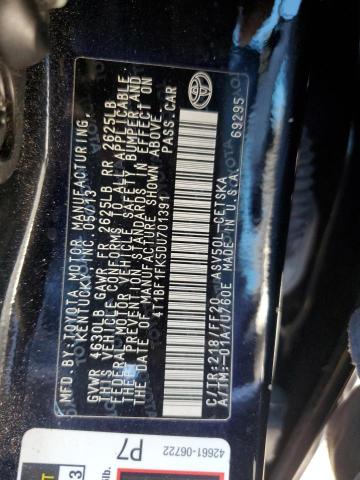 MFD.BY:TOYOTA MOTOR MANUFACTURING,
KENTUCKY, INC. 05/13
GVWR 4630LB GAWR FR 2625LB RR 2625LB
THIS VEHICLE CONFORMS TO ALL APPLICABLE
FEDERAL MOTOR VEHICLE SAFETY, BUMPER, AND
THEFT PREVENTION STANDARDS IN EFFECT ON
THE DATE OF MANUFACTURE SHOWN ABOVE.
4T1BF1FK5DU701391 PASS.CAR
C/TR:218/FF20 ASV50L-CETSKA
A/TM:-01A/U760E MADE IN U.S.A.
69295
42661-06722
P7